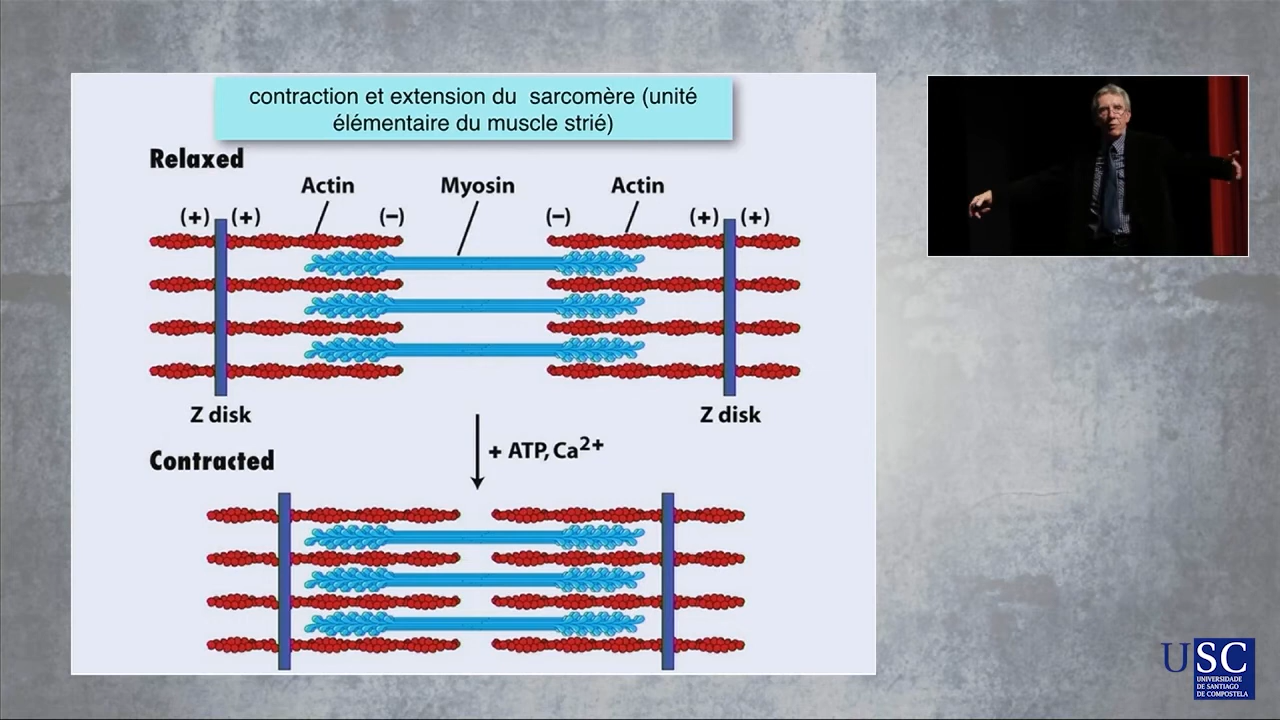 contraction et extension du sarcomère (unité
élémentaire du muscle strié)
Relaxed
Actin Myosin Actin
(+) (+) (−) (−) (+) (+)
Z disk Z disk
+ ATP, Ca2+
Contracted
USC
UNIVERSIDADE
DE SANTIAGO
DE COMPOSTELA